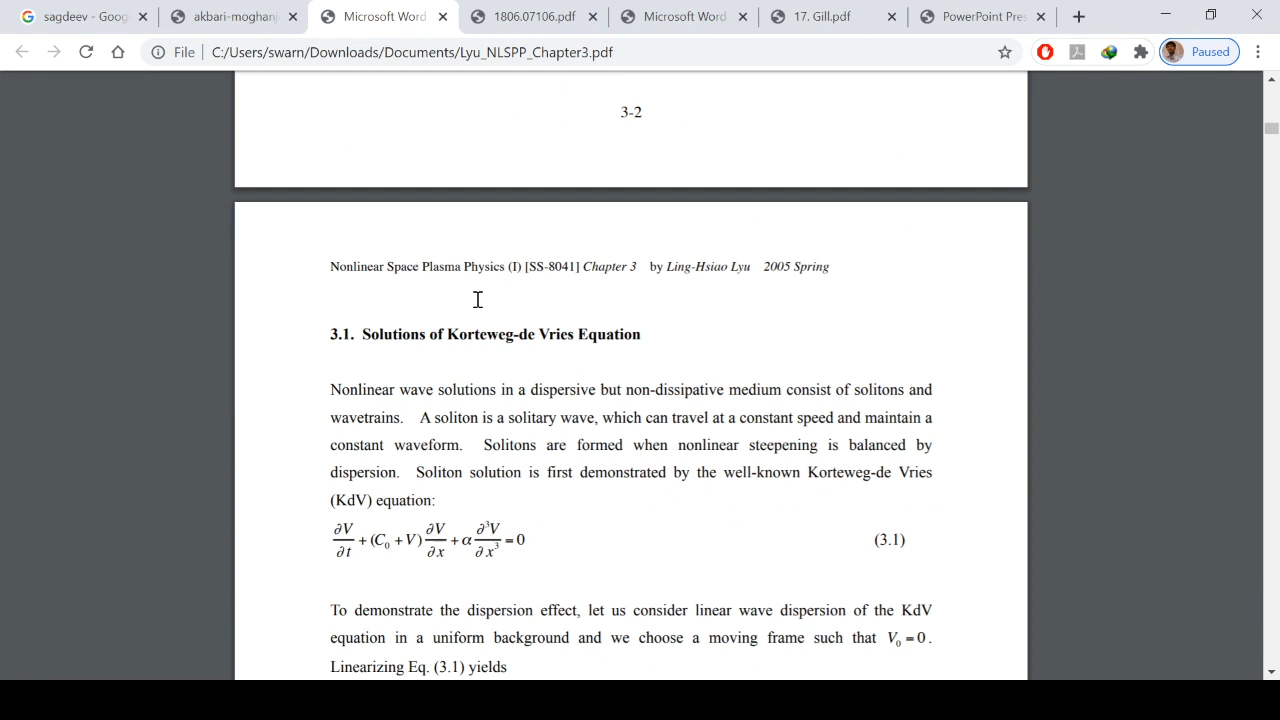 sagdeev - Goog
akbari-moghanj
Microsoft Word
1806.07106.pdf
Microsoft Word
17. Gill.pdf
PowerPoint Pres
File
C:/Users/swarn/Downloads/Documents/Lyu_NLSPP_Chapter3.pdf
Paused
3-2
Nonlinear Space Plasma Physics (I) [SS-8041] Chapter 3 by Ling-Hsiao Lyu 2005 Spring
3.1. Solutions of Korteweg-de Vries Equation
Nonlinear wave solutions in a dispersive but non-dissipative medium consist of solitons and
wavetrains. A soliton is a solitary wave, which can travel at a constant speed and maintain a
constant waveform. Solitons are formed when nonlinear steepening is balanced by
dispersion. Soliton solution is first demonstrated by the well-known Korteweg-de Vries
(KdV) equation:
∂V/∂t + (C₀ + V) ∂V/∂x + α ∂³V/∂x³ = 0 (3.1)
To demonstrate the dispersion effect, let us consider linear wave dispersion of the KdV
equation in a uniform background and we choose a moving frame such that V₀ = 0.
Linearizing Eq. (3.1) yields